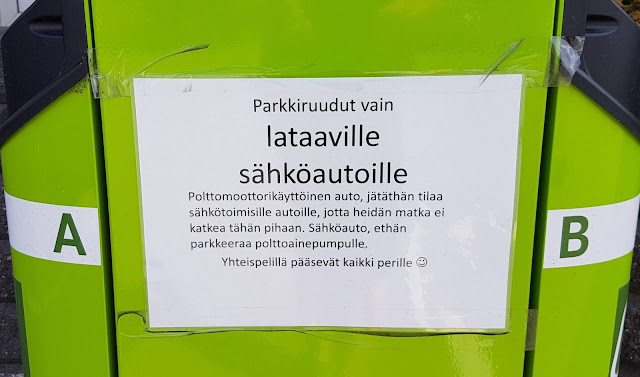 Parkkiruudut vain
lataaville
sähköautoille
Polttomoottorikäyttöinen auto, jätäthän tilaa
sähkötoimisille autoille, jotta heidän matka ei
katkea tähän pihaan. Sähköauto, ethän
parkkeeraa polttoainepumpulle.
Yhteispelillä pääsevät kaikki perille ☺
A
B